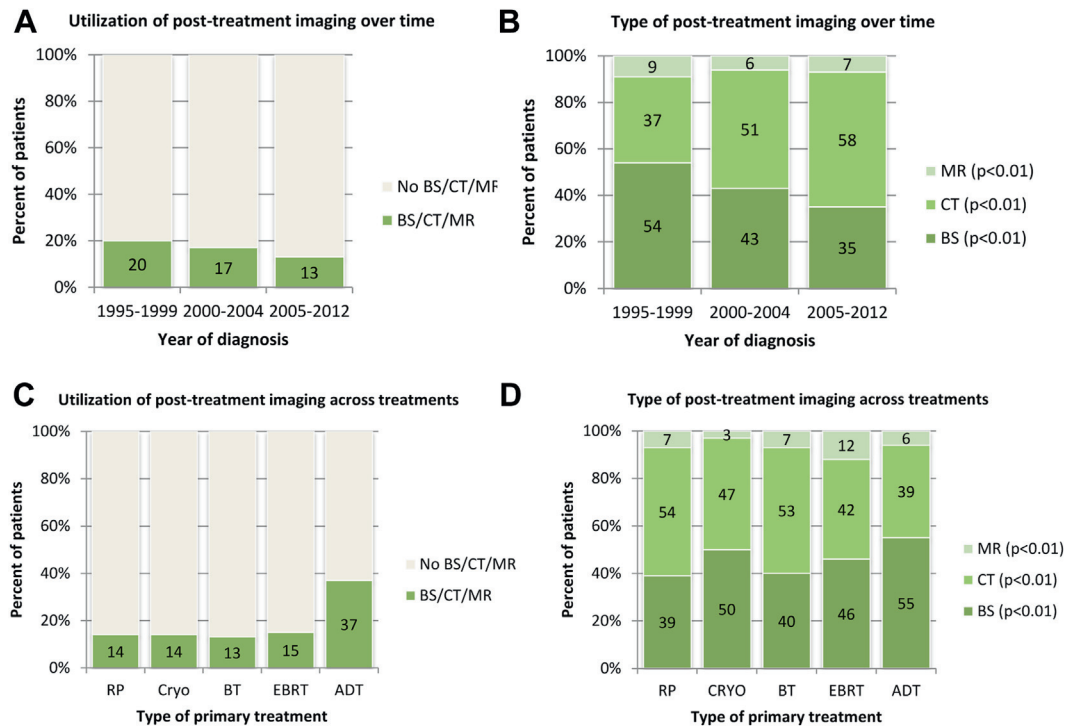 A
Utilization of post-treatment imaging over time
100%
80%
60%
40%
20%
0%
Percent of patients
20
17
13
1995-1999 2000-2004 2005-2012
Year of diagnosis
No BS/CT/MR
BS/CT/MR
B
Type of post-treatment imaging over time
100%
80%
60%
40%
20%
0%
Percent of patients
9 6 7
37 51 58
54 43 35
1995-1999 2000-2004 2005-2012
Year of diagnosis
MR (p<0.01)
CT (p<0.01)
BS (p<0.01)
C
Utilization of post-treatment imaging across treatments
100%
80%
60%
40%
20%
0%
Percent of patients
14 14 13 15 37
RP Cryo BT EBRT ADT
Type of primary treatment
No BS/CT/MR
BS/CT/MR
D
Type of post-treatment imaging across treatments
100%
80%
60%
40%
20%
0%
Percent of patients
7 3 7 12 6
54 47 53 42 39
39 50 40 46 55
RP CRYO BT EBRT ADT
Type of primary treatment
MR (p<0.01)
CT (p<0.01)
BS (p<0.01)